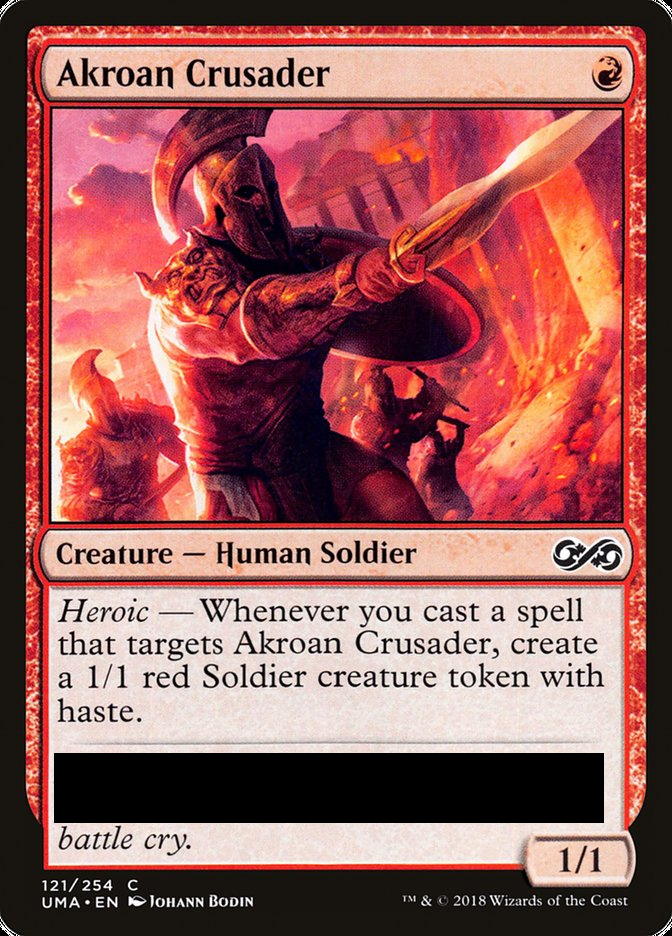 Akroan Crusader
Creature — Human Soldier
Heroic — Whenever you cast a spell
that targets Akroan Crusader, create
a 1/1 red Soldier creature token with
haste.
battle cry.
1/1
121/254 C
UMA • EN Johann Bodin
™ & © 2018 Wizards of the Coast